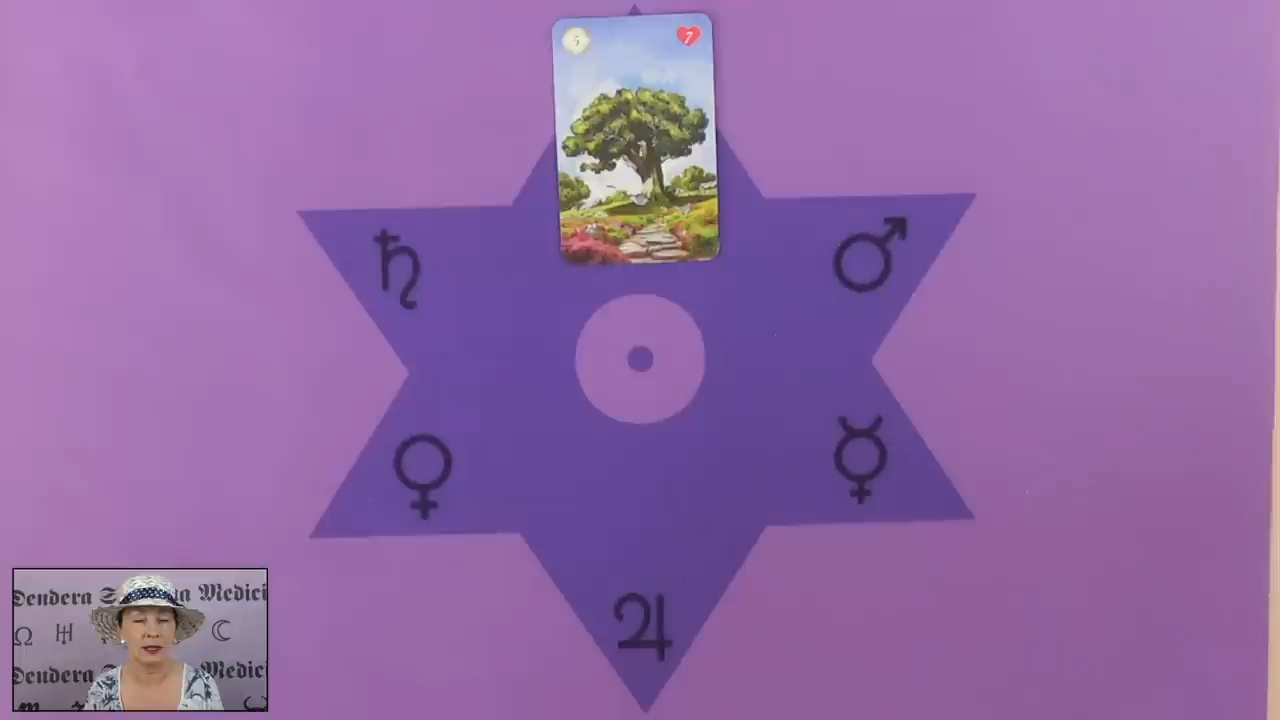 5 7
♄ ♂
♀ ☿
♃
Dendera S a Medici
☊ ♅ ☾
Dendera Medici